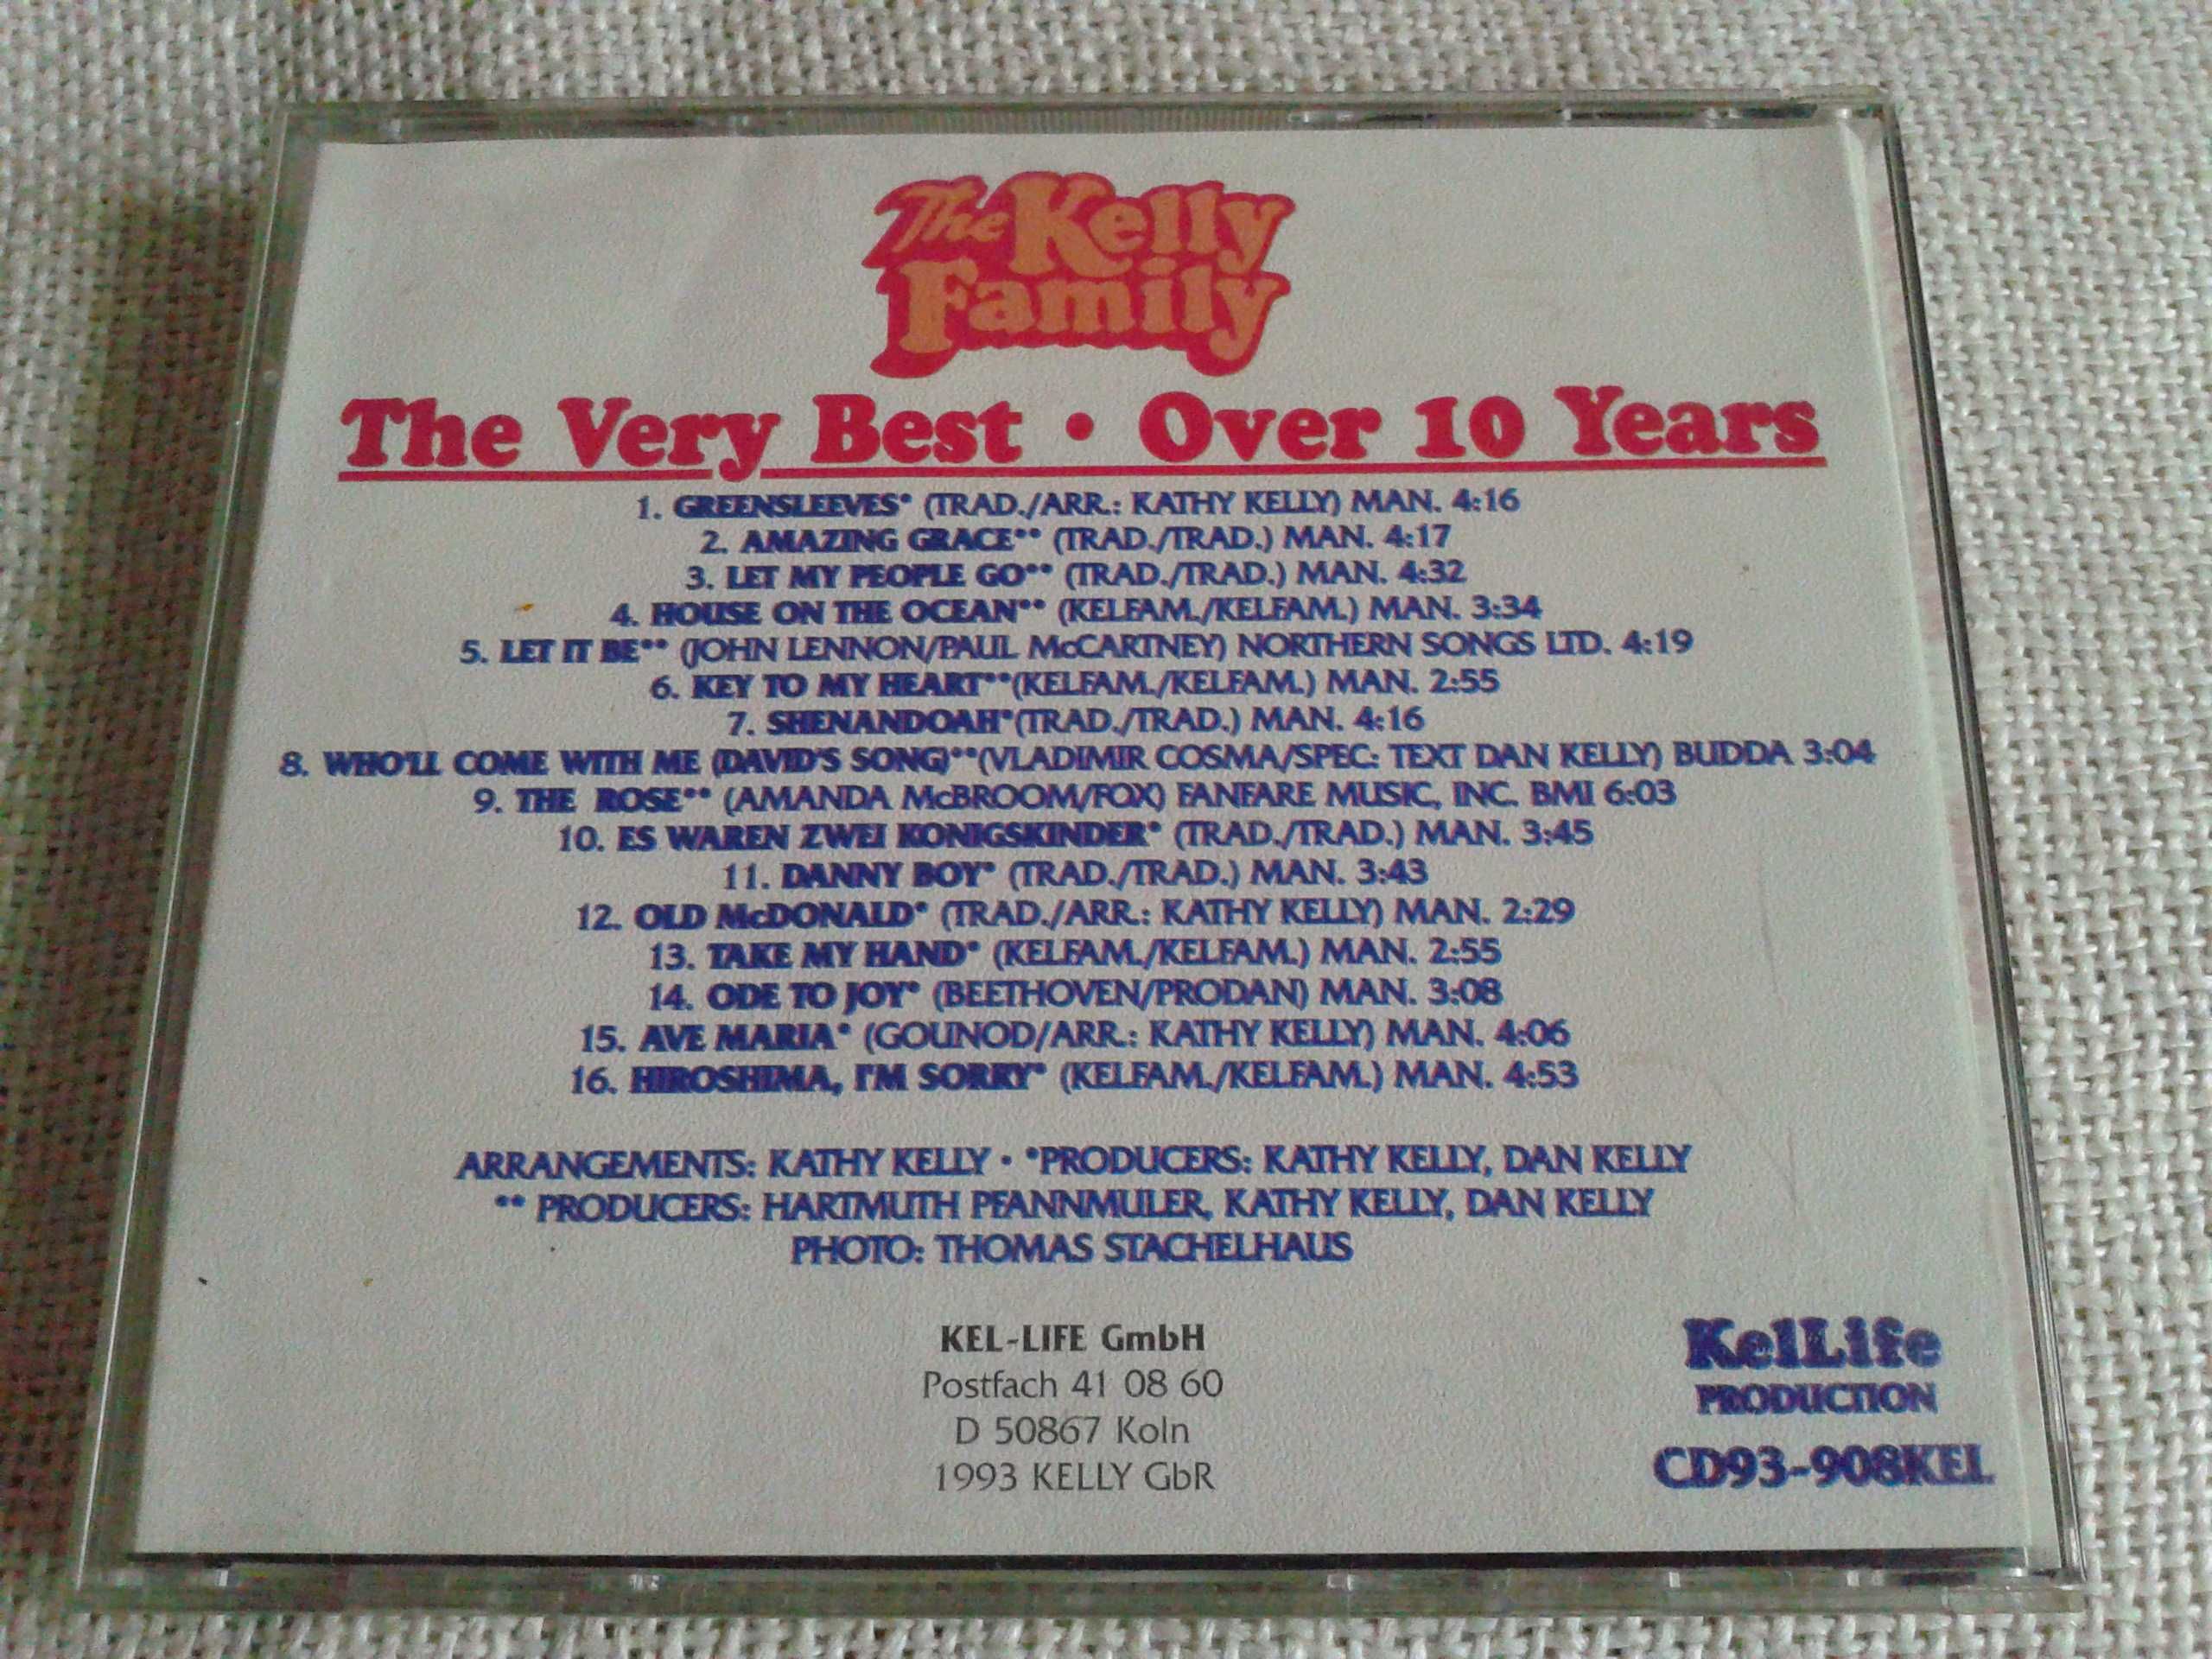 The Kelly
Family
The Very Best • Over 10 Years
1. GREENSLEEVES* (TRAD./ARR.: KATHY KELLY) MAN. 4:16
2. AMAZING GRACE** (TRAD./TRAD.) MAN. 4:17
3. LET MY PEOPLE GO** (TRAD./TRAD.) MAN. 4:32
4. HOUSE ON THE OCEAN** (KELFAM./KELFAM.) MAN. 3:34
5. LET IT BE** (JOHN LENNON/PAUL McCARTNEY) NORTHERN SONGS LTD. 4:19
6. KEY TO MY HEART**(KELFAM./KELFAM.) MAN. 2:55
7. SHENANDOAH*(TRAD./TRAD.) MAN. 4:16
8. WHO'LL COME WITH ME (DAVID'S SONG)**(VLADIMIR COSMA/SPEC: TEXT DAN KELLY) BUDDA 3:04
9. THE ROSE** (AMANDA McBROOM/FOX) FANFARE MUSIC, INC. BMI 6:03
10. ES WAREN ZWEI KONIGSKINDER* (TRAD./TRAD.) MAN. 3:45
11. DANNY BOY* (TRAD./TRAD.) MAN. 3:43
12. OLD McDONALD* (TRAD./ARR.: KATHY KELLY) MAN. 2:29
13. TAKE MY HAND* (KELFAM./KELFAM.) MAN. 2:55
14. ODE TO JOY* (BEETHOVEN/PRODAN) MAN. 3:08
15. AVE MARIA* (GOUNOD/ARR.: KATHY KELLY) MAN. 4:06
16. HIROSHIMA, I'M SORRY* (KELFAM./KELFAM.) MAN. 4:53
ARRANGEMENTS: KATHY KELLY • *PRODUCERS: KATHY KELLY, DAN KELLY
** PRODUCERS: HARTMUTH PFANNMULER, KATHY KELLY, DAN KELLY
PHOTO: THOMAS STACHELHAUS
KEL-LIFE GmbH
Postfach 41 08 60
D 50867 Koln
1993 KELLY GbR
KelLife
PRODUCTION
CD93-908KEL